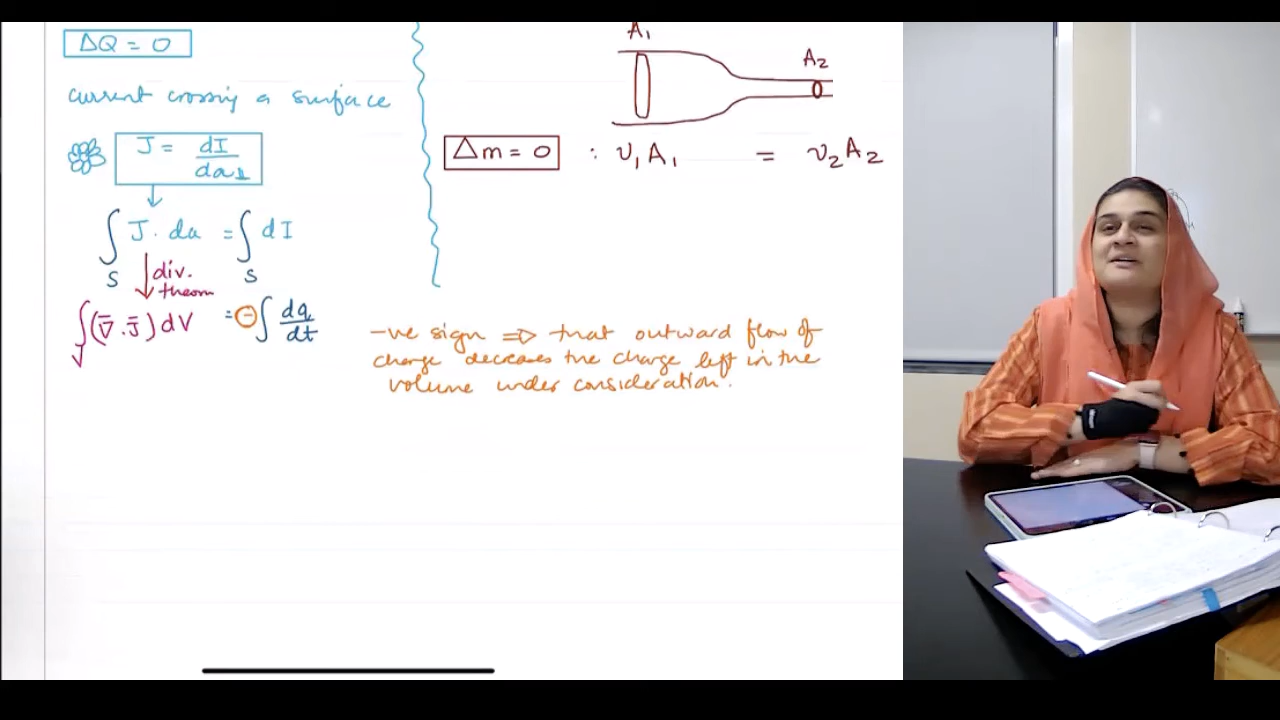 ΔQ = 0
current crossing a surface
J = dI / da⊥
∫S J · da = ∫S dI
div. theorm
∫V (∇̄ · J̄) dV = − ∫ dq/dt
A1
A2
Δm = 0 : v1A1 = v2A2
-ve sign ⇒ that outward flow of
charge decreases the charge left in the
volume under consideration.